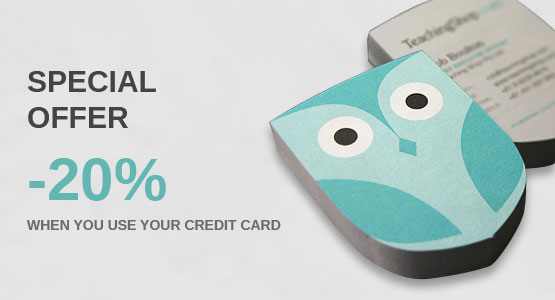 SPECIAL
OFFER
-20%
WHEN YOU USE YOUR CREDIT CARD
TeachingShop